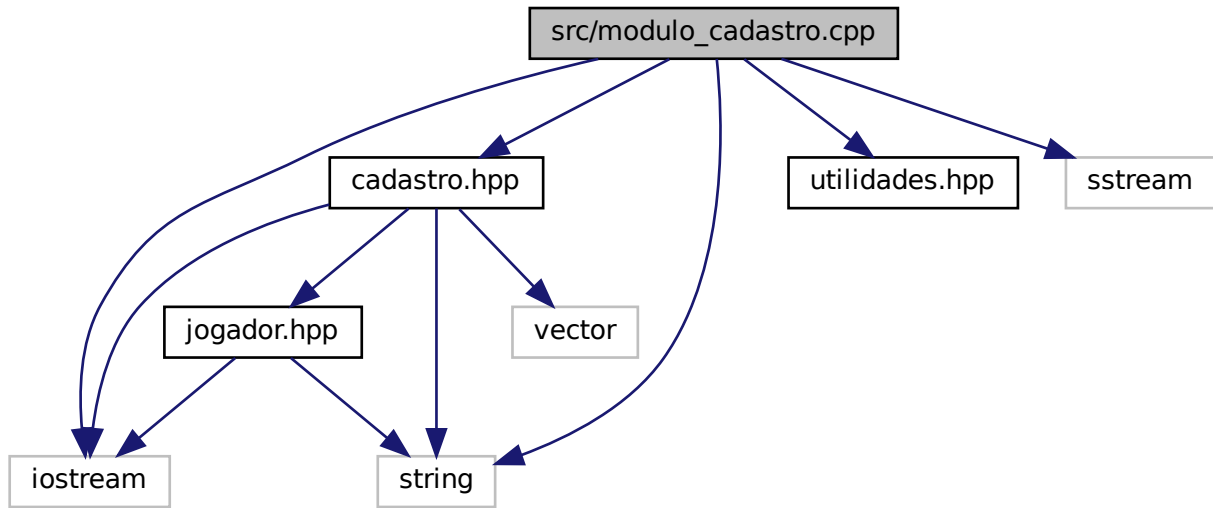 src/modulo_cadastro.cpp
cadastro.hpp
utilidades.hpp
sstream
jogador.hpp
vector
iostream
string